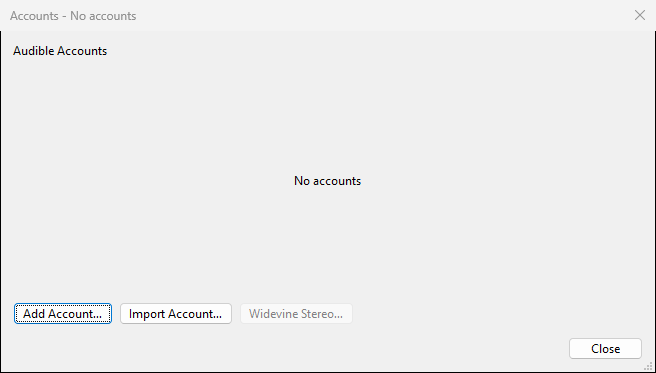 Accounts - No accounts
Audible Accounts
No accounts
Add Account...
Import Account...
Widevine Stereo...
Close